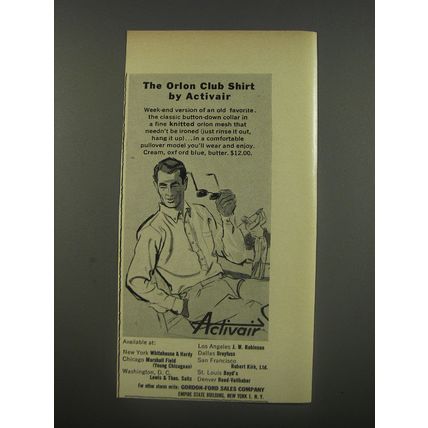 The Orlon Club Shirt
by Activair
Week-end version of an old favorite.
the classic button-down collar in
a fine knitted orlon mesh that
needn't be ironed (just rinse it out,
hang it up) . . . in a comfortable
pullover model you'll wear and enjoy.
Cream, oxford blue, butter. $12.00.
Activair
Available at:
New York Whitehouse & Hardy
Chicago Marshall Field
(Young Chicagoan)
Washington, D. C.
Lewis & Thos. Saltz
Los Angeles J. W. Robinson
Dallas Dreyfuss
San Francisco
Robert Kirk, Ltd.
St. Louis Boyd's
Denver Reed-Vollhaber
For other stores write: GORDON-FORD SALES COMPANY
EMPIRE STATE BUILDING, NEW YORK 1, N. Y.